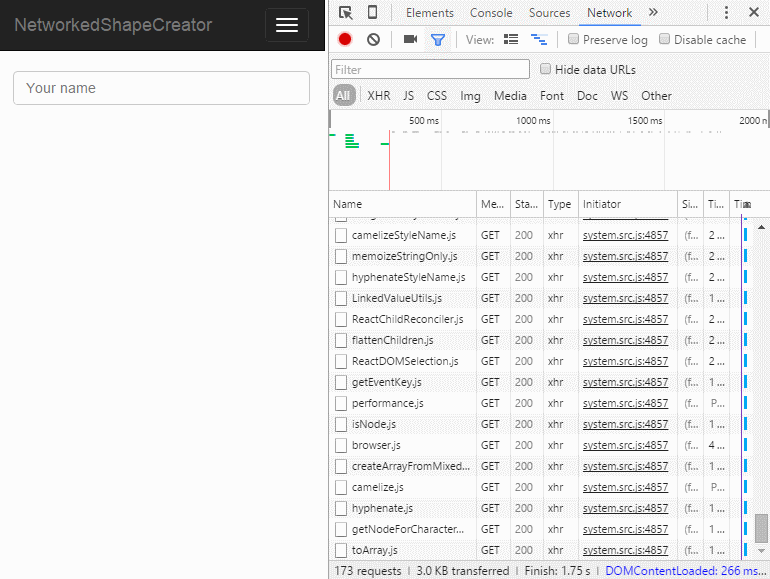 NetworkedShapeCreator
Your name
Elements Console Sources Network »
View: Preserve log Disable cache
Filter Hide data URLs
All XHR JS CSS Img Media Font Doc WS Other
500 ms 1000 ms 1500 ms 2000 n
Name Me... Sta... Type Initiator Si... Ti...
camelizeStyleName.js GET 200 xhr system.src.js:4857 (f... 2 ...
memoizeStringOnly.js GET 200 xhr system.src.js:4857 (f... 2 ...
hyphenateStyleName.js GET 200 xhr system.src.js:4857 (f... 2 ...
LinkedValueUtils.js GET 200 xhr system.src.js:4857 (f... 1 ...
ReactChildReconciler.js GET 200 xhr system.src.js:4857 (f... 2 ...
flattenChildren.js GET 200 xhr system.src.js:4857 (f... 2 ...
ReactDOMSelection.js GET 200 xhr system.src.js:4857 (f... 2 ...
getEventKey.js GET 200 xhr system.src.js:4857 (f... 1 ...
performance.js GET 200 xhr system.src.js:4857 (f... P...
isNode.js GET 200 xhr system.src.js:4857 (f... 1 ...
browser.js GET 200 xhr system.src.js:4857 (f... 4 ...
createArrayFromMixed... GET 200 xhr system.src.js:4857 (f... 1 ...
camelize.js GET 200 xhr system.src.js:4857 (f... P...
hyphenate.js GET 200 xhr system.src.js:4857 (f... 1 ...
getNodeForCharacter... GET 200 xhr system.src.js:4857 (f... 1 ...
toArray.js GET 200 xhr system.src.js:4857 (f... 1 ...
173 requests | 3.0 KB transferred | Finish: 1.75 s | DOMContentLoaded: 266 ms...